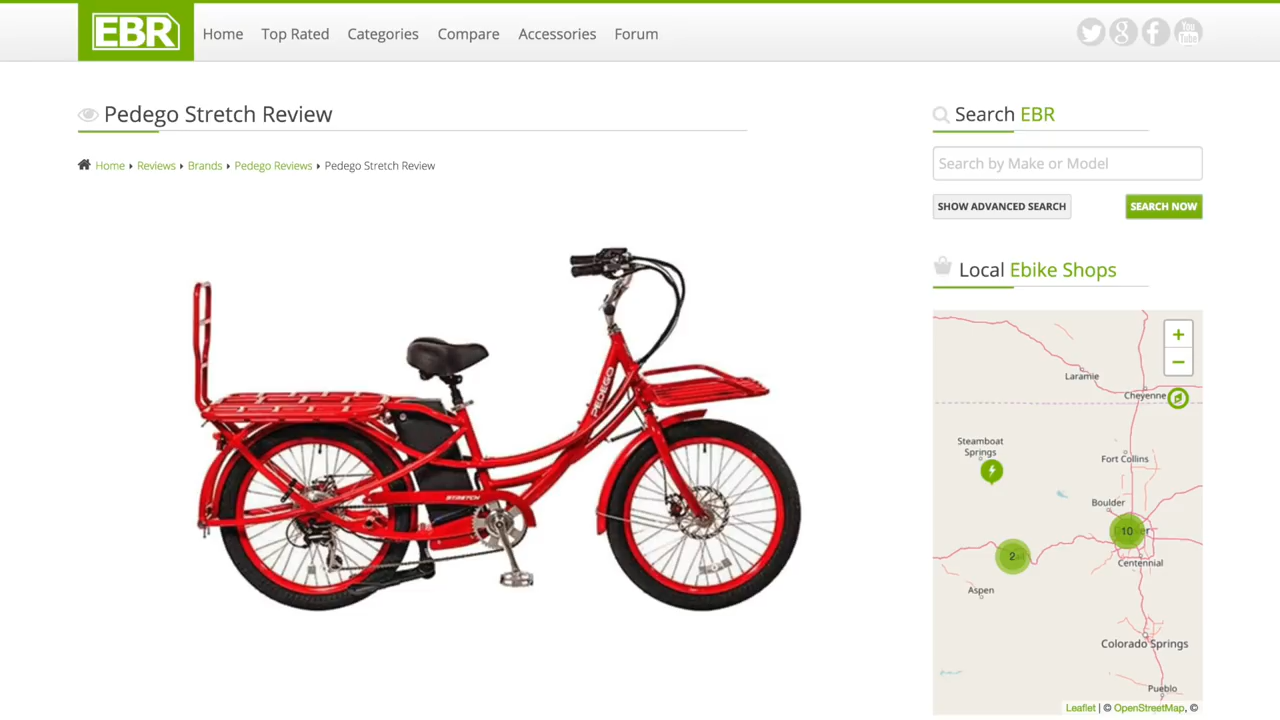 EBR
Home Top Rated Categories Compare Accessories Forum
You
Tube
Pedego Stretch Review
Home Reviews Brands Pedego Reviews Pedego Stretch Review
PEDEGO
STRETCH
Search EBR
Search by Make or Model
SHOW ADVANCED SEARCH SEARCH NOW
Local Ebike Shops
+
−
Laramie
Cheyenne
Steamboat
Springs
Fort Collins
Boulder
10
2
Centennial
Aspen
Colorado Springs
Pueblo
Leaflet | © OpenStreetMap, ©